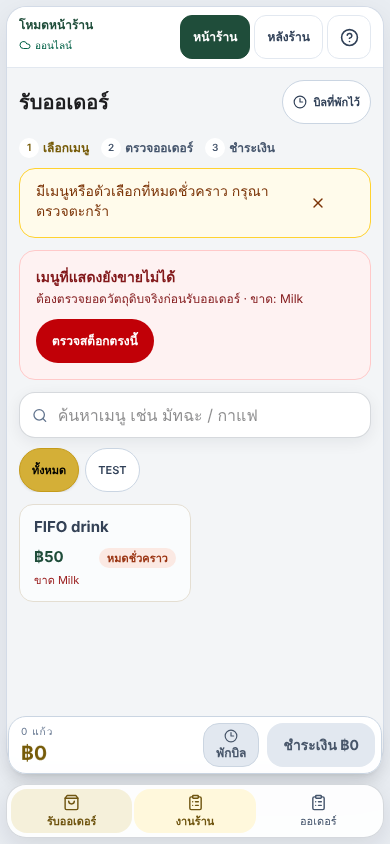 โหมดหน้าร้าน
ออนไลน์
หน้าร้าน
หลังร้าน
รับออเดอร์
บิลที่พักไว้
1 เลือกเมนู 2 ตรวจออเดอร์ 3 ชำระเงิน
มีเมนูหรือตัวเลือกที่หมดชั่วคราว กรุณา
ตรวจตะกร้า
เมนูที่แสดงยังขายไม่ได้
ต้องตรวจยอดวัตถุดิบจริงก่อนรับออเดอร์ · ขาด: Milk
ตรวจสต็อกตรงนี้
ค้นหาเมนู เช่น มัทฉะ / กาแฟ
ทั้งหมด
TEST
FIFO drink
฿50 หมดชั่วคราว
ขาด Milk
0 แก้ว
฿0
พักบิล
ชำระเงิน ฿0
รับออเดอร์
งานร้าน
ออเดอร์